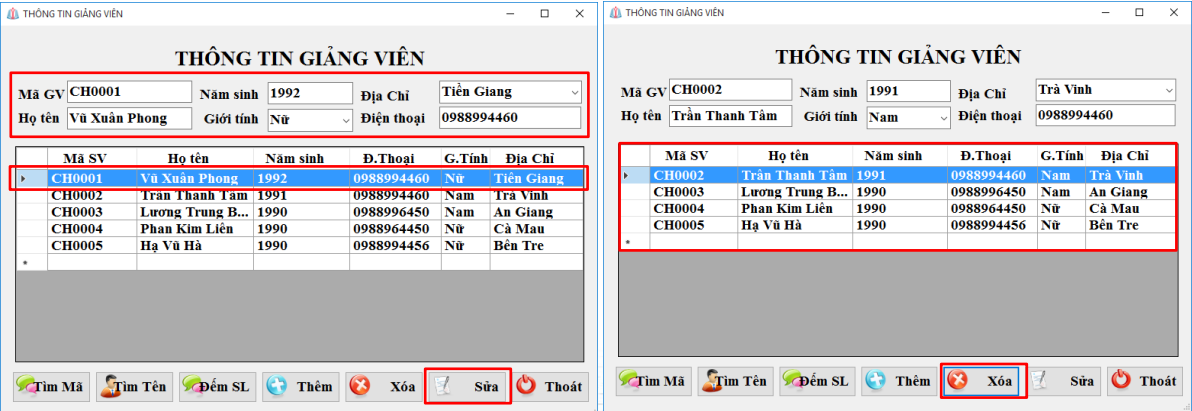 THÔNG TIN GIẢNG VIÊN
THÔNG TIN GIẢNG VIÊN
Mã GV CH0001 Năm sinh 1992 Địa Chỉ Tiền Giang
Họ tên Vũ Xuân Phong Giới tính Nữ Điện thoại 0988994460
Mã SV Họ tên Năm sinh Đ.Thoại G.Tính Địa Chỉ
CH0001 Vũ Xuân Phong 1992 0988994460 Nữ Tiền Giang
CH0002 Trần Thanh Tâm 1991 0988994460 Nam Trà Vinh
CH0003 Lương Trung B... 1990 0988996450 Nam An Giang
CH0004 Phan Kim Liên 1990 0988964450 Nữ Cà Mau
CH0005 Hạ Vũ Hà 1990 0988994456 Nữ Bến Tre
Tìm Mã Tìm Tên Đếm SL Thêm Xóa Sửa Thoát
THÔNG TIN GIẢNG VIÊN
THÔNG TIN GIẢNG VIÊN
Mã GV CH0002 Năm sinh 1991 Địa Chỉ Trà Vinh
Họ tên Trần Thanh Tâm Giới tính Nam Điện thoại 0988994460
Mã SV Họ tên Năm sinh Đ.Thoại G.Tính Địa Chỉ
CH0002 Trần Thanh Tâm 1991 0988994460 Nam Trà Vinh
CH0003 Lương Trung B... 1990 0988996450 Nam An Giang
CH0004 Phan Kim Liên 1990 0988964450 Nữ Cà Mau
CH0005 Hạ Vũ Hà 1990 0988994456 Nữ Bến Tre
Tìm Mã Tìm Tên Đếm SL Thêm Xóa Sửa Thoát